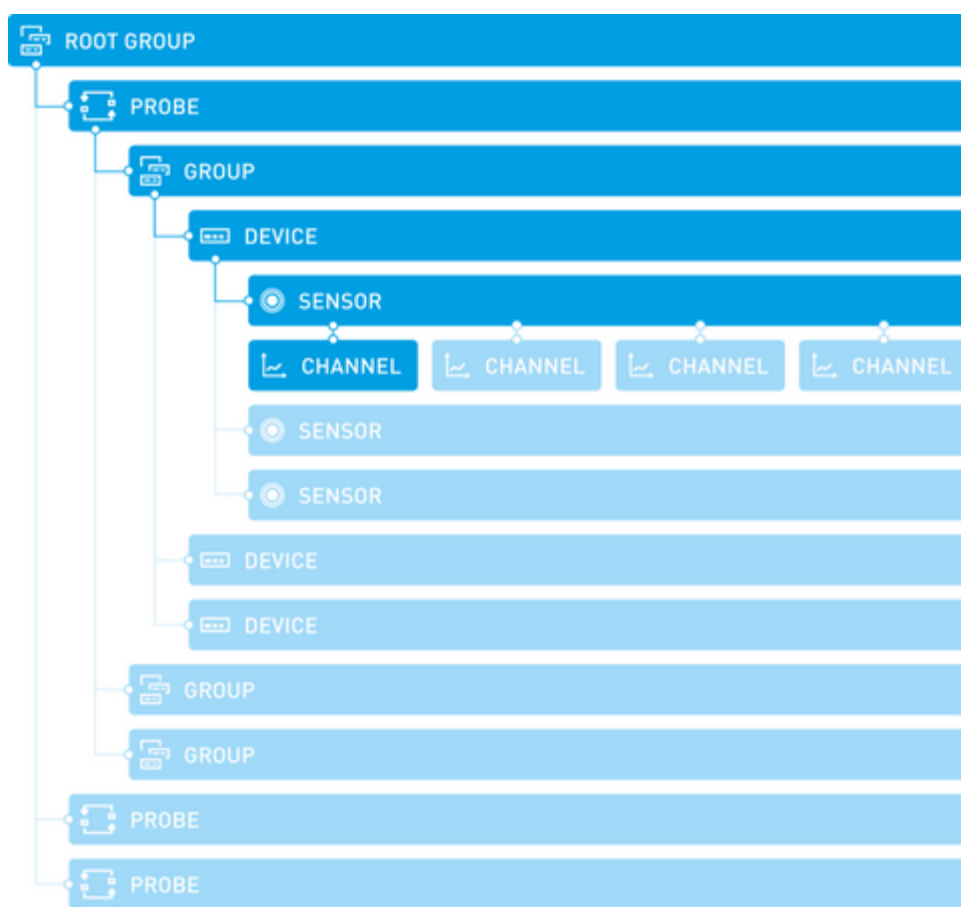 ROOT GROUP
PROBE
GROUP
DEVICE
SENSOR
CHANNEL CHANNEL CHANNEL CHANNEL
SENSOR
SENSOR
DEVICE
DEVICE
GROUP
GROUP
PROBE
PROBE